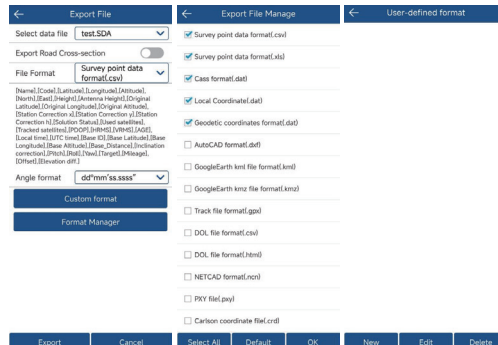 Export File
Select data file
test.SDA
Export Road Cross-section
File Format
Survey point data
format(.csv)
[Name],[Code],[Latitude],[Longitude],[Altitude],
[North],[East],[Height],[Antenna Height],[Original
Latitude],[Original Longitude],[Original Altitude],
[Station Correction x],[Station Correction y],[Station
Correction h],[Solution Status],[Used satellites],
[Tracked satellites],[PDOP],[HRMS],[VRMS],[AGE],
[Local time],[UTC time],[Base ID],[Base Latitude],[Base
Longitude],[Base Altitude],[Base_Distance],[Inclination
correction],[Pitch],[Roll],[Yaw],[Target],[Mileage],
[Offset],[Elevation diff.]
Angle format
dd°mm'ss.ssss"
Custom format
Format Manager
Export
Cancel
Export File Manage
Survey point data format(.csv)
Survey point data format(.xls)
Cass format(.dat)
Local Coordinate(.dat)
Geodetic coordinates format(.dat)
AutoCAD format(.dxf)
GoogleEarth kml file format(.kml)
GoogleEarth kmz file format(.kmz)
Track file format(.gpx)
DOL file format(.csv)
DOL file format(.html)
NETCAD format(.ncn)
PXY file(.pxy)
Carlson coordinate file(.crd)
Select All
Default
OK
User-defined format
New
Edit
Delete